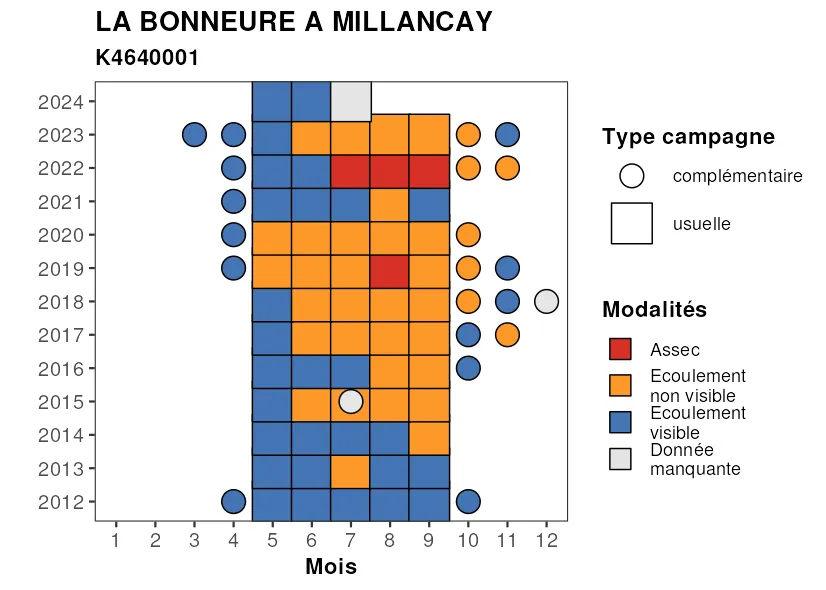 LA BONNEURE A MILLANCAY
K4640001
2024
2023
2022
2021
2020
2019
2018
2017
2016
2015
2014
2013
2012
1 2 3 4 5 6 7 8 9 10 11 12
Mois
Type campagne
complémentaire
usuelle
Modalités
Assec
Ecoulement
non visible
Ecoulement
visible
Donnée
manquante